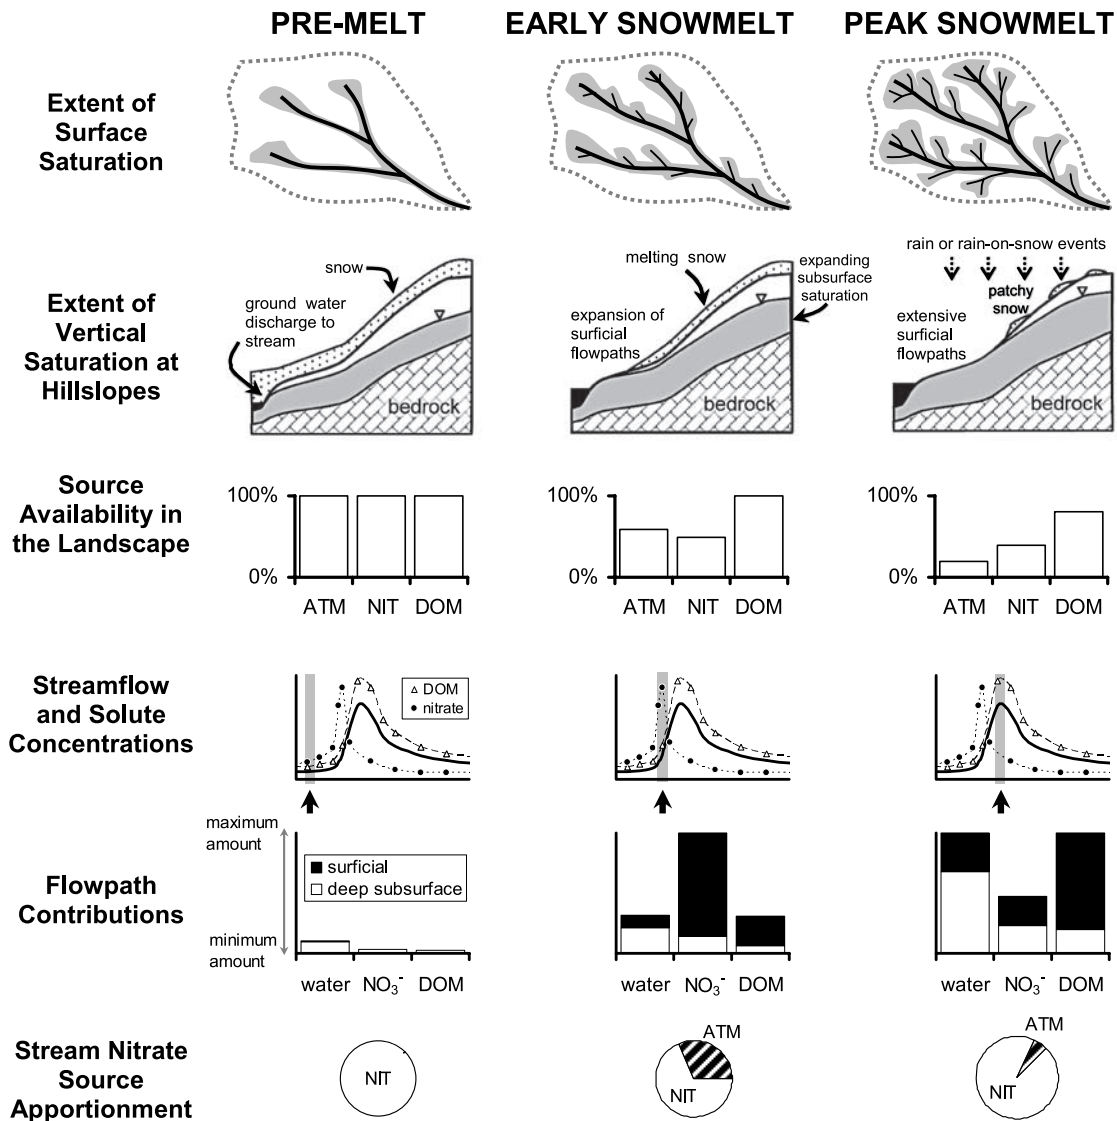 PRE-MELT
EARLY SNOWMELT
PEAK SNOWMELT
Extent of
Surface
Saturation
Extent of
Vertical
Saturation at
Hillslopes
snow
ground water
discharge to
stream
bedrock
melting snow
expanding
subsurface
saturation
expansion of
surficial
flowpaths
bedrock
rain or rain-on-snow events
patchy
snow
extensive
surficial
flowpaths
bedrock
Source
Availability in
the Landscape
100%
0%
ATM NIT DOM
100%
0%
ATM NIT DOM
100%
0%
ATM NIT DOM
Streamflow
and Solute
Concentrations
DOM
nitrate
Flowpath
Contributions
maximum
amount
surficial
deep subsurface
minimum
amount
water NO₃⁻ DOM
water NO₃⁻ DOM
water NO₃⁻ DOM
Stream Nitrate
Source
Apportionment
NIT
ATM
NIT
ATM
NIT